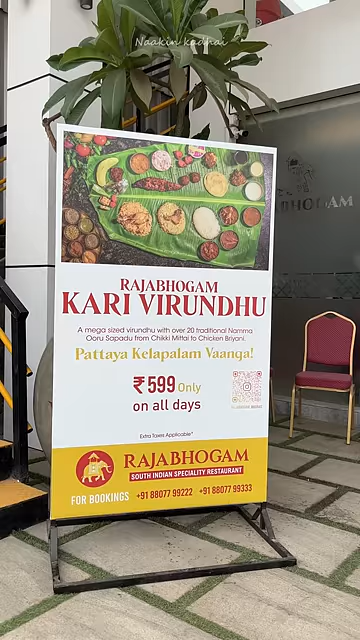 Naakin kadhai
RAJABHOGAM
KARI VIRUNDHU
A mega sized virundhu with over 20 traditional Namma
Ooru Sapadu from Chikki Mittai to Chicken Briyani.
Pattaya Kelapalam Vaanga!
₹599 Only
on all days
Extra Taxes Applicable*
RAJABHOGAM
SOUTH INDIAN SPECIALITY RESTAURANT
FOR BOOKINGS +91 88077 99222 +91 88077 99333